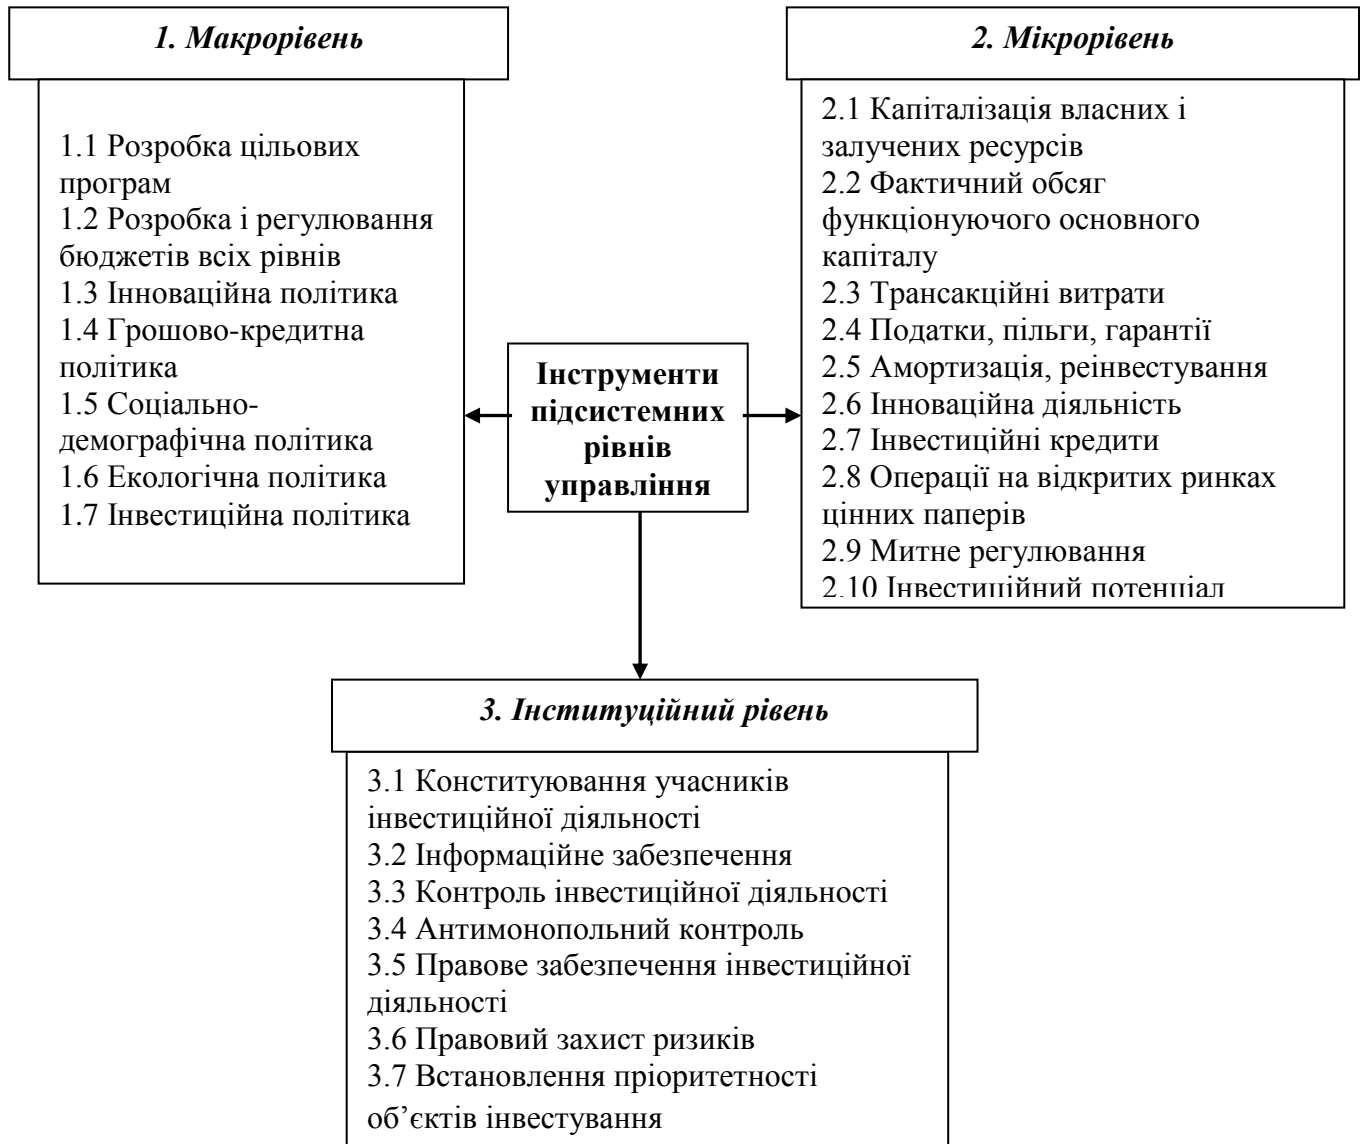 1. Макрорівень
1.1 Розробка цільових
програм
1.2 Розробка і регулювання
бюджетів всіх рівнів
1.3 Інноваційна політика
1.4 Грошово-кредитна
політика
1.5 Соціально-
демографічна політика
1.6 Екологічна політика
1.7 Інвестиційна політика
Інструменти
підсистемних
рівнів
управління
2. Мікрорівень
2.1 Капіталізація власних і
залучених ресурсів
2.2 Фактичний обсяг
функціонуючого основного
капіталу
2.3 Трансакційні витрати
2.4 Податки, пільги, гарантії
2.5 Амортизація, реінвестування
2.6 Інноваційна діяльність
2.7 Інвестиційні кредити
2.8 Операції на відкритих ринках
цінних паперів
2.9 Митне регулювання
2.10 Інвестиційний потенціал
3. Інституційний рівень
3.1 Конституювання учасників
інвестиційної діяльності
3.2 Інформаційне забезпечення
3.3 Контроль інвестиційної діяльності
3.4 Антимонопольний контроль
3.5 Правове забезпечення інвестиційної
діяльності
3.6 Правовий захист ризиків
3.7 Встановлення пріоритетності
об’єктів інвестування